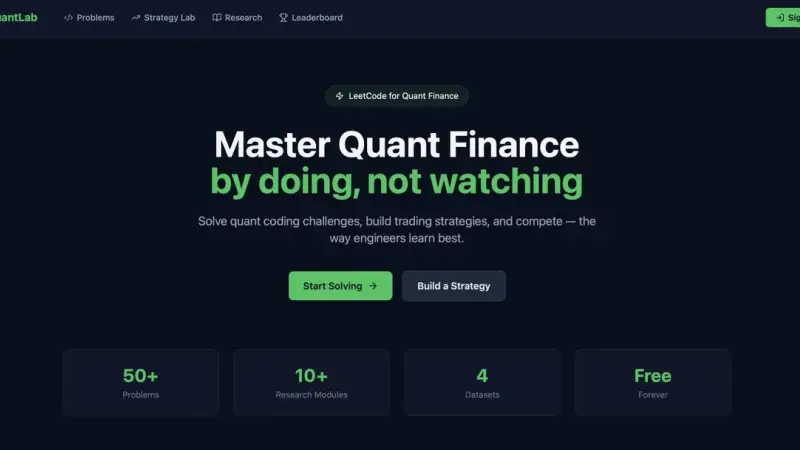 uantLab
Problems
Strategy Lab
Research
Leaderboard
Sig
LeetCode for Quant Finance
Master Quant Finance
by doing, not watching
Solve quant coding challenges, build trading strategies, and compete — the
way engineers learn best.
Start Solving
Build a Strategy
50+
Problems
10+
Research Modules
4
Datasets
Free
Forever